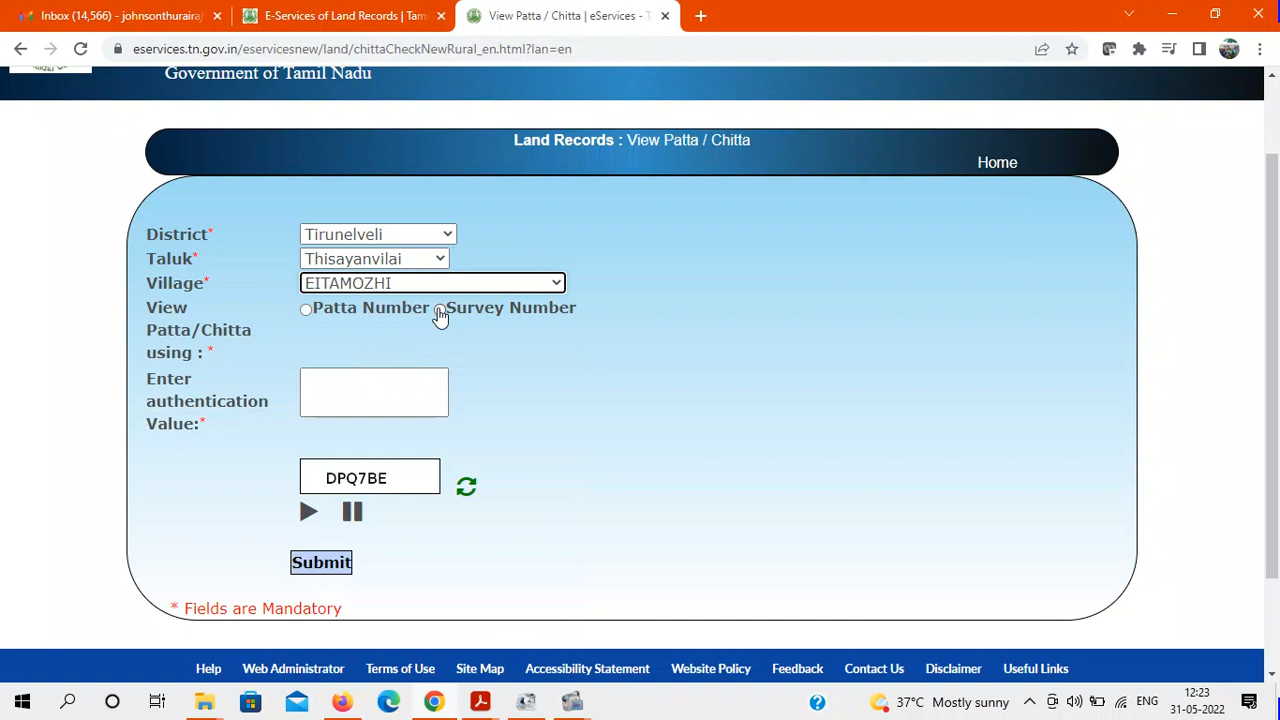 Inbox (14,566) - johnsonthurairaj
E-Services of Land Records | Tam
View Patta / Chitta | eServices - T
eservices.tn.gov.in/eservicesnew/land/chittaCheckNewRural_en.html?lan=en
Government of Tamil Nadu
Land Records : View Patta / Chitta
Home
District* Tirunelveli
Taluk* Thisayanvilai
Village* EITAMOZHI
View Patta Number Survey Number
Patta/Chitta
using : *
Enter
authentication
Value:*
DPQ7BE
Submit
* Fields are Mandatory
Help Web Administrator Terms of Use Site Map Accessibility Statement Website Policy Feedback Contact Us Disclaimer Useful Links
37°C Mostly sunny ENG 12:23
31-05-2022